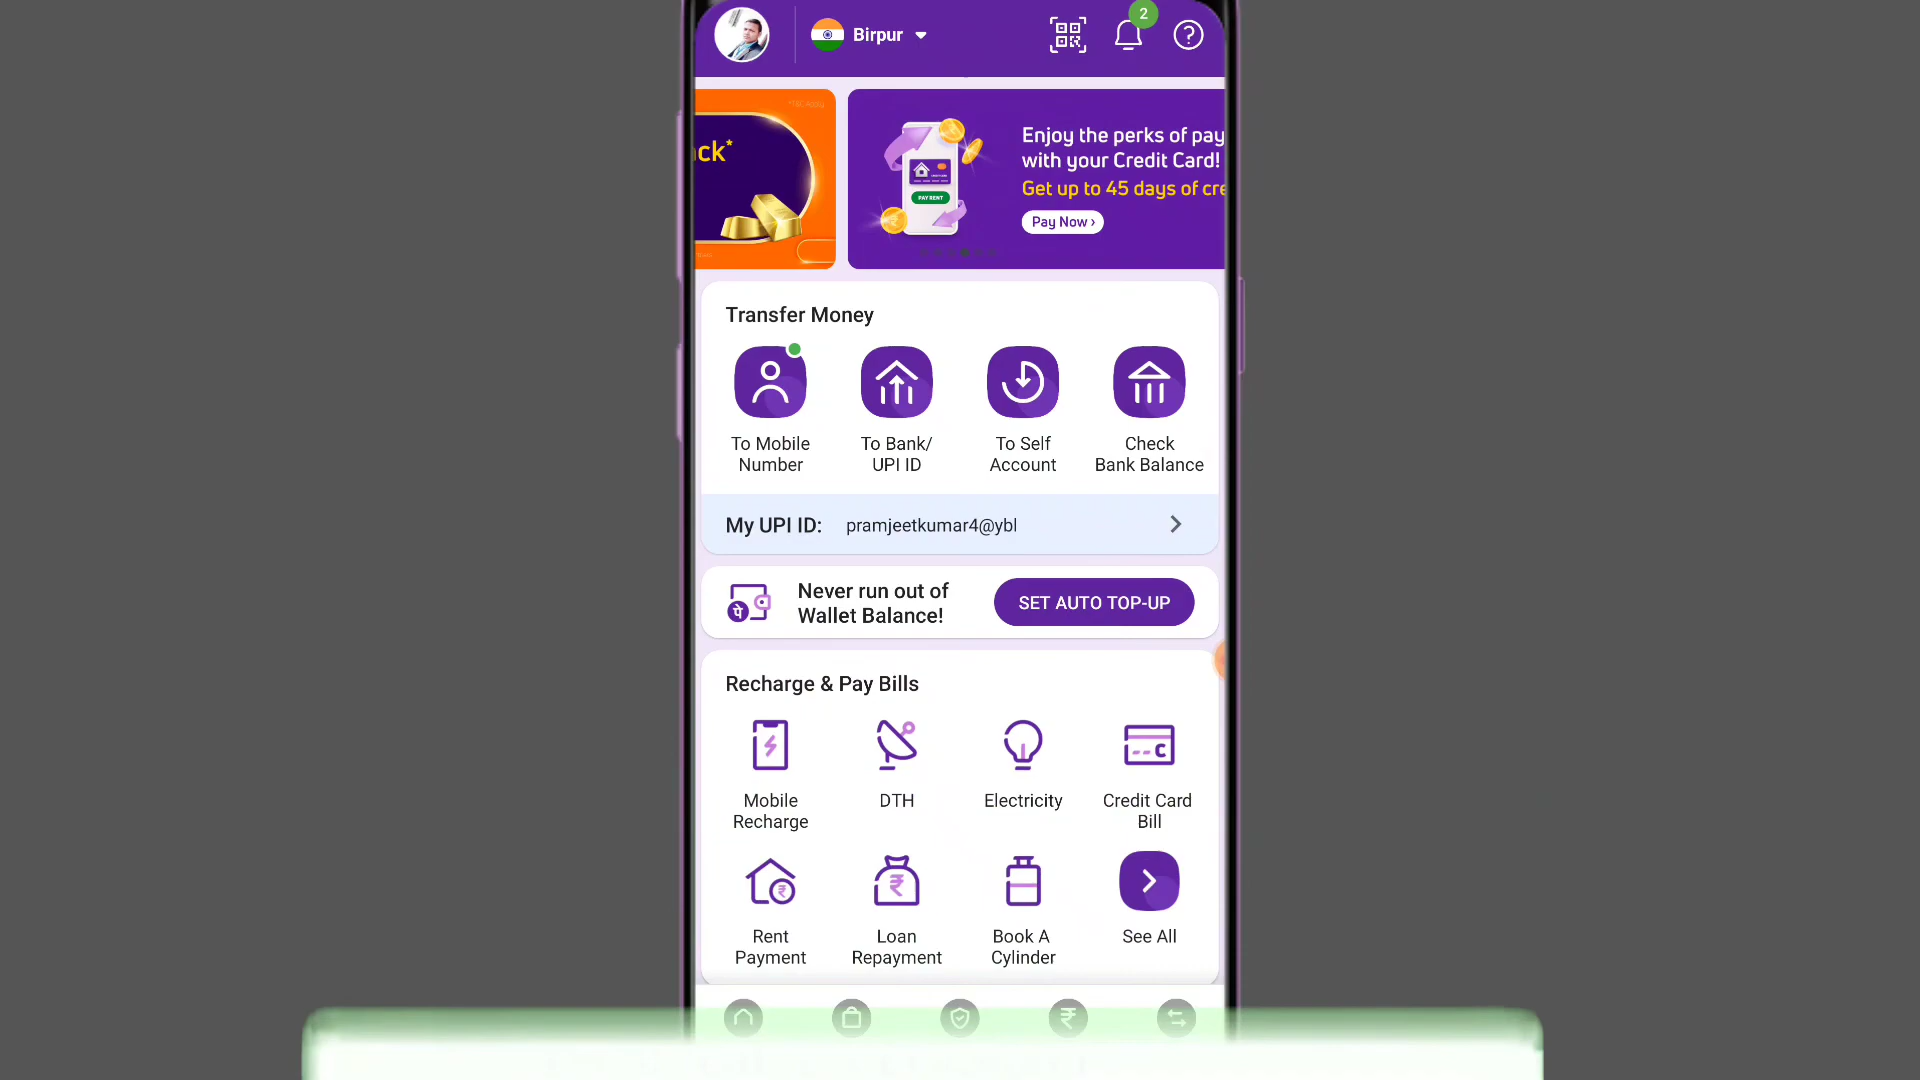 Birpur
2
*T&C Apply
ck*
Enjoy the perks of pay
with your Credit Card!
Get up to 45 days of cre
PAY RENT
Pay Now ›
Transfer Money
To Mobile
Number
To Bank/
UPI ID
To Self
Account
Check
Bank Balance
My UPI ID: pramjeetkumar4@ybl
Never run out of
Wallet Balance!
SET AUTO TOP-UP
पे
Recharge & Pay Bills
Mobile
Recharge
DTH
Electricity
Credit Card
Bill
Rent
Payment
Loan
Repayment
Book A
Cylinder
See All